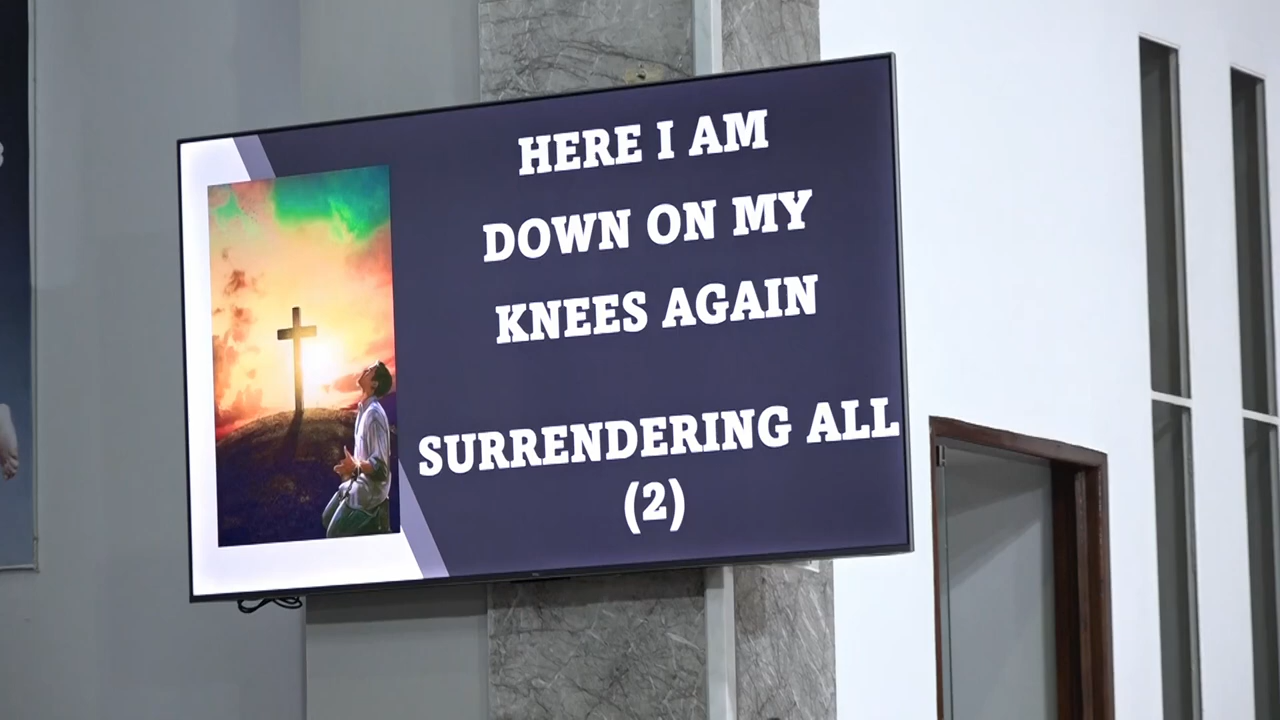 HERE I AM
DOWN ON MY
KNEES AGAIN
SURRENDERING ALL
(2)